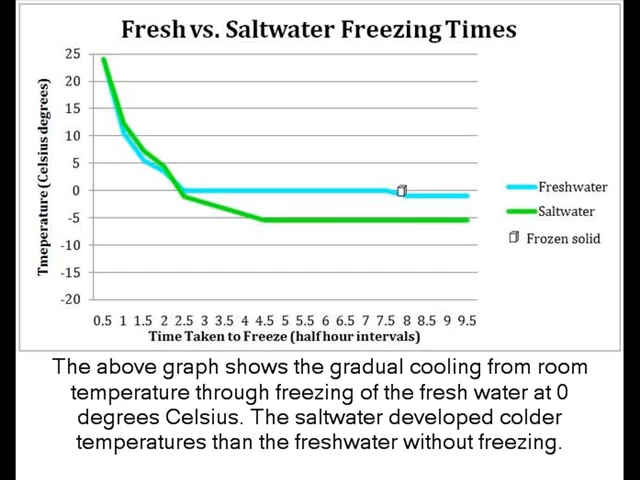 Fresh vs. Saltwater Freezing Times
25
20
15
10
5
0
-5
-10
-15
-20
Tmeperature (Celsius degrees)
Freshwater
Saltwater
Frozen solid
0.5 1 1.5 2 2.5 3 3.5 4 4.5 5 5.5 6 6.5 7 7.5 8 8.5 9 9.5
Time Taken to Freeze (half hour intervals)
The above graph shows the gradual cooling from room
temperature through freezing of the fresh water at 0
degrees Celsius. The saltwater developed colder
temperatures than the freshwater without freezing.